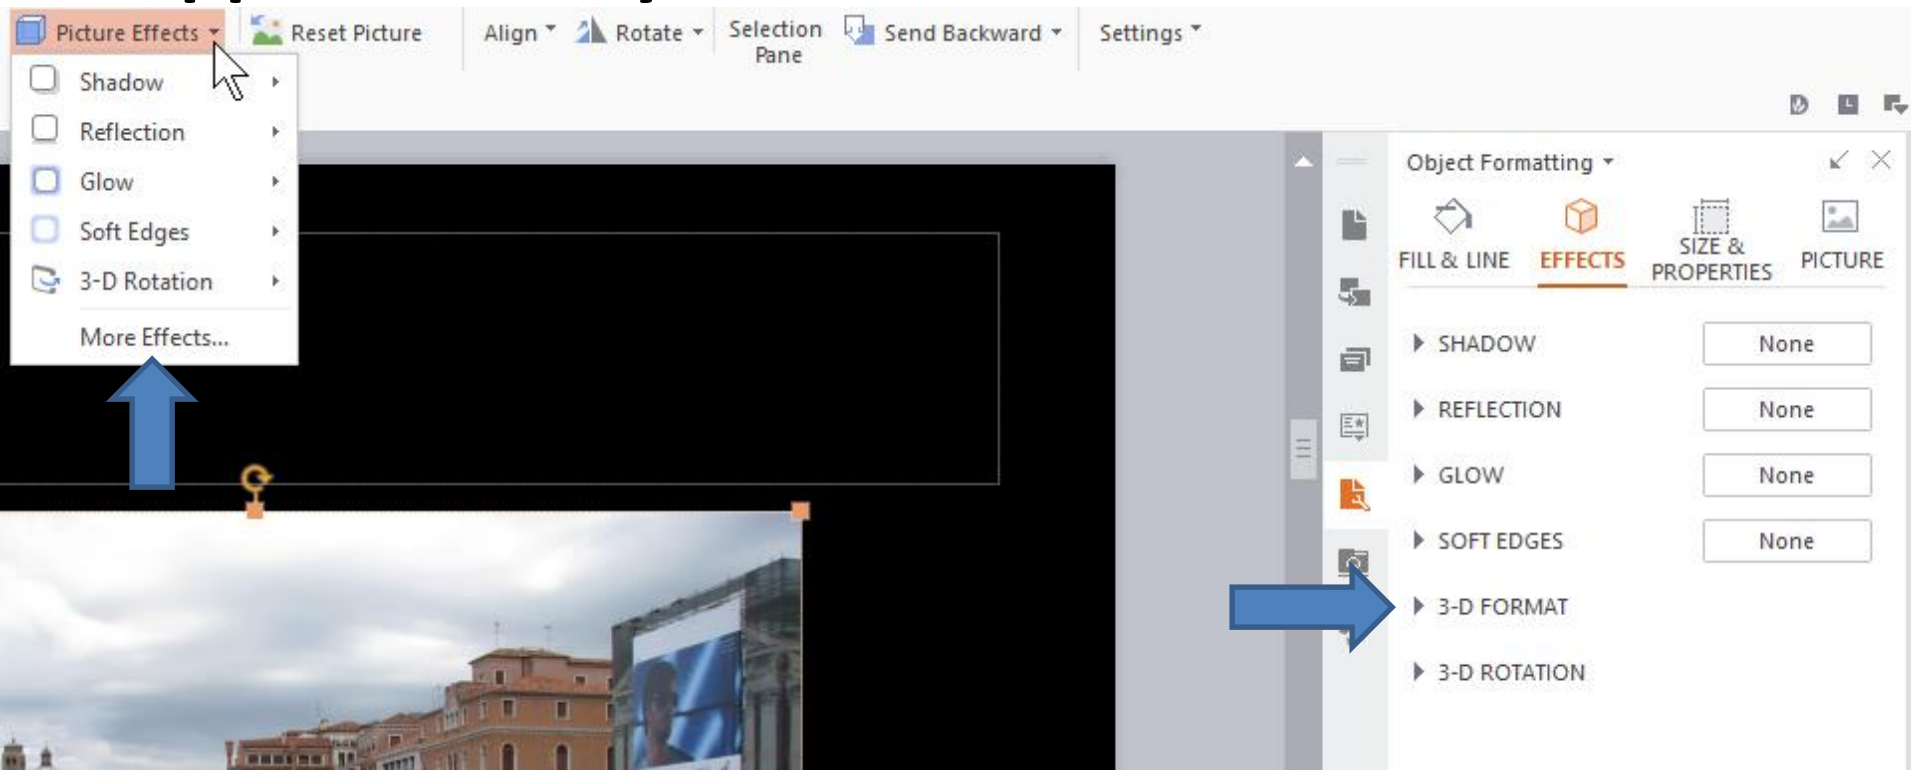 Picture Effects
Reset Picture
Align
Rotate
Selection
Pane
Send Backward
Settings
Shadow
Reflection
Glow
Soft Edges
3-D Rotation
More Effects...
Object Formatting
FILL & LINE
EFFECTS
SIZE &
PROPERTIES
PICTURE
SHADOW
None
REFLECTION
None
GLOW
None
SOFT EDGES
None
3-D FORMAT
3-D ROTATION